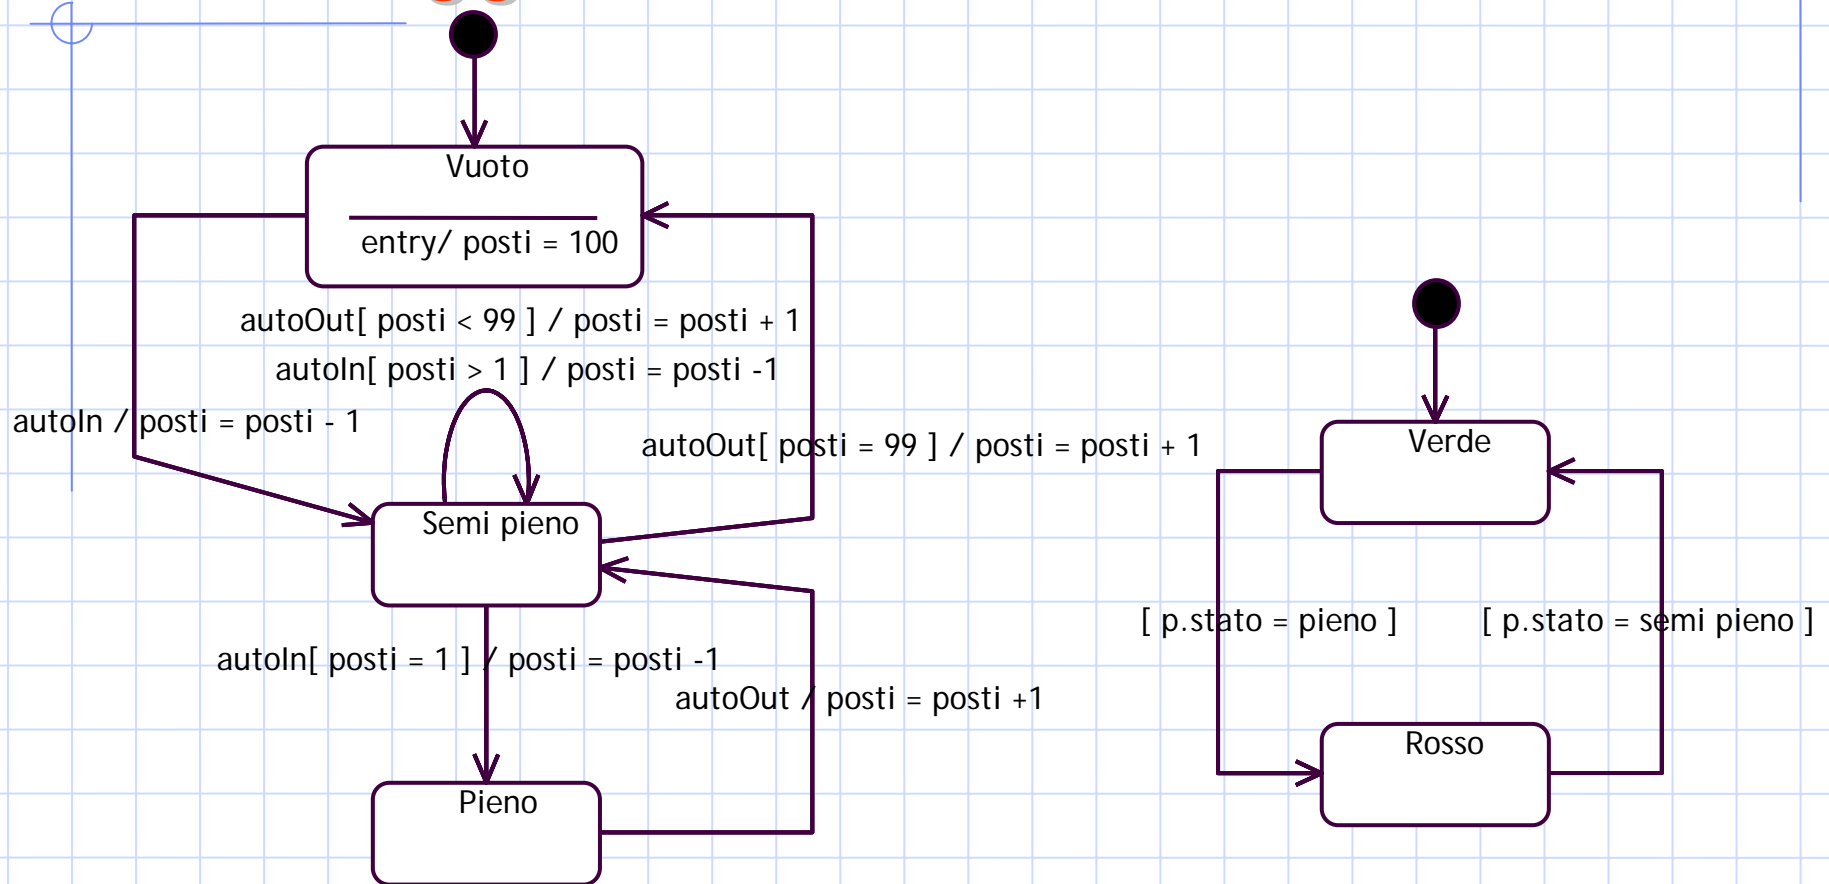 Vuoto
entry/ posti = 100
autoOut[ posti < 99 ] / posti = posti + 1
autoIn[ posti > 1 ] / posti = posti -1
autoIn / posti = posti - 1
autoOut[ posti = 99 ] / posti = posti + 1
Semi pieno
autoIn[ posti = 1 ] / posti = posti -1
autoOut / posti = posti +1
Pieno
Verde
[ p.stato = pieno ]
[ p.stato = semi pieno ]
Rosso